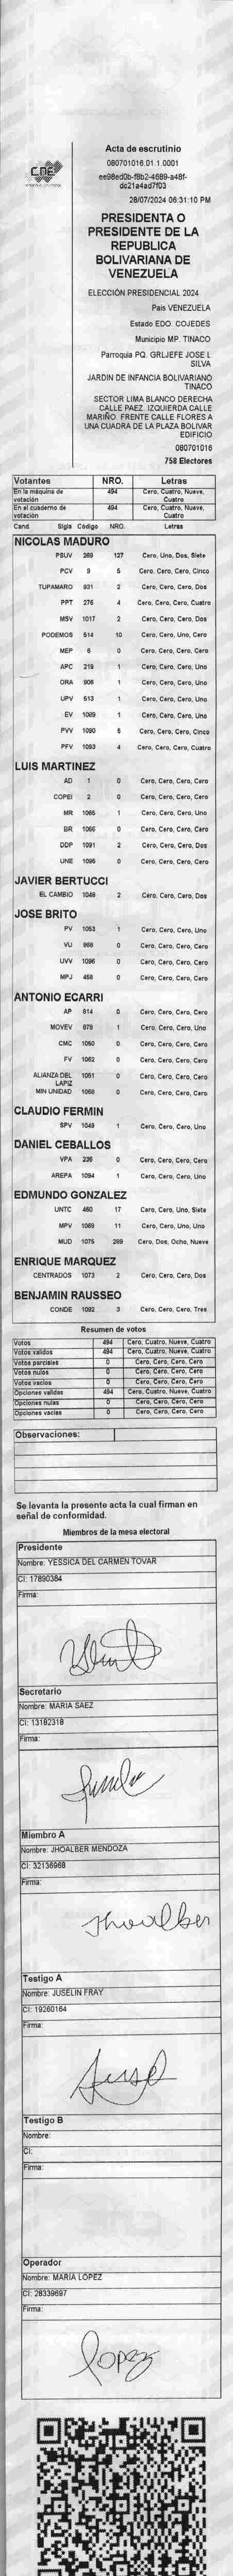 Acta de escrutinio
080701016.01.1.0001
ee98ed0b-f8b2-4689-a48f-
dc21a4ad7f03
28/07/2024 06:31:10 PM
CNE
PRESIDENTA O
PRESIDENTE DE LA
REPUBLICA
BOLIVARIANA DE
VENEZUELA
ELECCIÓN PRESIDENCIAL 2024
Pais VENEZUELA
Estado EDO. COJEDES
Municipio MP. TINACO
Parroquia PQ. GRLJEFE JOSE L
SILVA
JARDIN DE INFANCIA BOLIVARIANO
TINACO
SECTOR LIMA BLANCO DERECHA
CALLE PAEZ. IZQUIERDA CALLE
MARIÑO. FRENTE CALLE FLORES A
UNA CUADRA DE LA PLAZA BOLIVAR
EDIFICIO
080701016
758 Electores
Votantes NRO. Letras
En la máquina de votación 494 Cero, Cuatro, Nueve, Cuatro
En el cuaderno de votación 494 Cero, Cuatro, Nueve, Cuatro
Cand. Sigla Código NRO. Letras
NICOLAS MADURO
PSUV 269 127 Cero, Uno, Dos, Siete
PCV 9 5 Cero, Cero, Cero, Cinco
TUPAMARO 931 2 Cero, Cero, Cero, Dos
PPT 276 4 Cero, Cero, Cero, Cuatro
MSV 1017 2 Cero, Cero, Cero, Dos
PODEMOS 514 10 Cero, Cero, Uno, Cero
MEP 6 0 Cero, Cero, Cero, Cero
APC 219 1 Cero, Cero, Cero, Uno
ORA 906 1 Cero, Cero, Cero, Uno
UPV 513 1 Cero, Cero, Cero, Uno
EV 1089 1 Cero, Cero, Cero, Uno
PVV 1090 5 Cero, Cero, Cero, Cinco
PFV 1093 4 Cero, Cero, Cero, Cuatro
LUIS MARTINEZ
AD 1 0 Cero, Cero, Cero, Cero
COPEI 2 0 Cero, Cero, Cero, Cero
MR 1065 1 Cero, Cero, Cero, Uno
BR 1066 0 Cero, Cero, Cero, Cero
DDP 1091 2 Cero, Cero, Cero, Dos
UNE 1095 0 Cero, Cero, Cero, Cero
JAVIER BERTUCCI
EL CAMBIO 1048 2 Cero, Cero, Cero, Dos
JOSE BRITO
PV 1053 1 Cero, Cero, Cero, Uno
VU 868 0 Cero, Cero, Cero, Cero
UVV 1096 0 Cero, Cero, Cero, Cero
MPJ 458 0 Cero, Cero, Cero, Cero
ANTONIO ECARRI
AP 814 0 Cero, Cero, Cero, Cero
MOVEV 878 1 Cero, Cero, Cero, Uno
CMC 1050 0 Cero, Cero, Cero, Cero
FV 1062 0 Cero, Cero, Cero, Cero
ALIANZA DEL LAPIZ 1051 0 Cero, Cero, Cero, Cero
MIN UNIDAD 1068 0 Cero, Cero, Cero, Cero
CLAUDIO FERMIN
SPV 1049 1 Cero, Cero, Cero, Uno
DANIEL CEBALLOS
VPA 236 0 Cero, Cero, Cero, Cero
AREPA 1094 1 Cero, Cero, Cero, Uno
EDMUNDO GONZALEZ
UNTC 460 17 Cero, Cero, Uno, Siete
MPV 1069 11 Cero, Cero, Uno, Uno
MUD 1075 289 Cero, Dos, Ocho, Nueve
ENRIQUE MARQUEZ
CENTRADOS 1073 2 Cero, Cero, Cero, Dos
BENJAMIN RAUSSEO
CONDE 1092 3 Cero, Cero, Cero, Tres
Resumen de votos
Votos 494 Cero, Cuatro, Nueve, Cuatro
Votos validos 494 Cero, Cuatro, Nueve, Cuatro
Votos parciales 0 Cero, Cero, Cero, Cero
Votos nulos 0 Cero, Cero, Cero, Cero
Votos vacios 0 Cero, Cero, Cero, Cero
Opciones validas 494 Cero, Cuatro, Nueve, Cuatro
Opciones nulas 0 Cero, Cero, Cero, Cero
Opciones vacias 0 Cero, Cero, Cero, Cero
Observaciones:
Se levanta la presente acta la cual firman en
señal de conformidad.
Miembros de la mesa electoral
Presidente
Nombre: YESSICA DEL CARMEN TOVAR
CI: 17890384
Firma:
Secretario
Nombre: MARIA SAEZ
CI: 13182318
Firma:
Miembro A
Nombre: JHOALBER MENDOZA
CI: 32136968
Firma:
Jhoalber
Testigo A
Nombre: JUSELIN FRAY
CI: 19260164
Firma:
Testigo B
Nombre:
CI:
Firma:
Operador
Nombre: MARIA LOPEZ
CI: 28339697
Firma:
Lopez